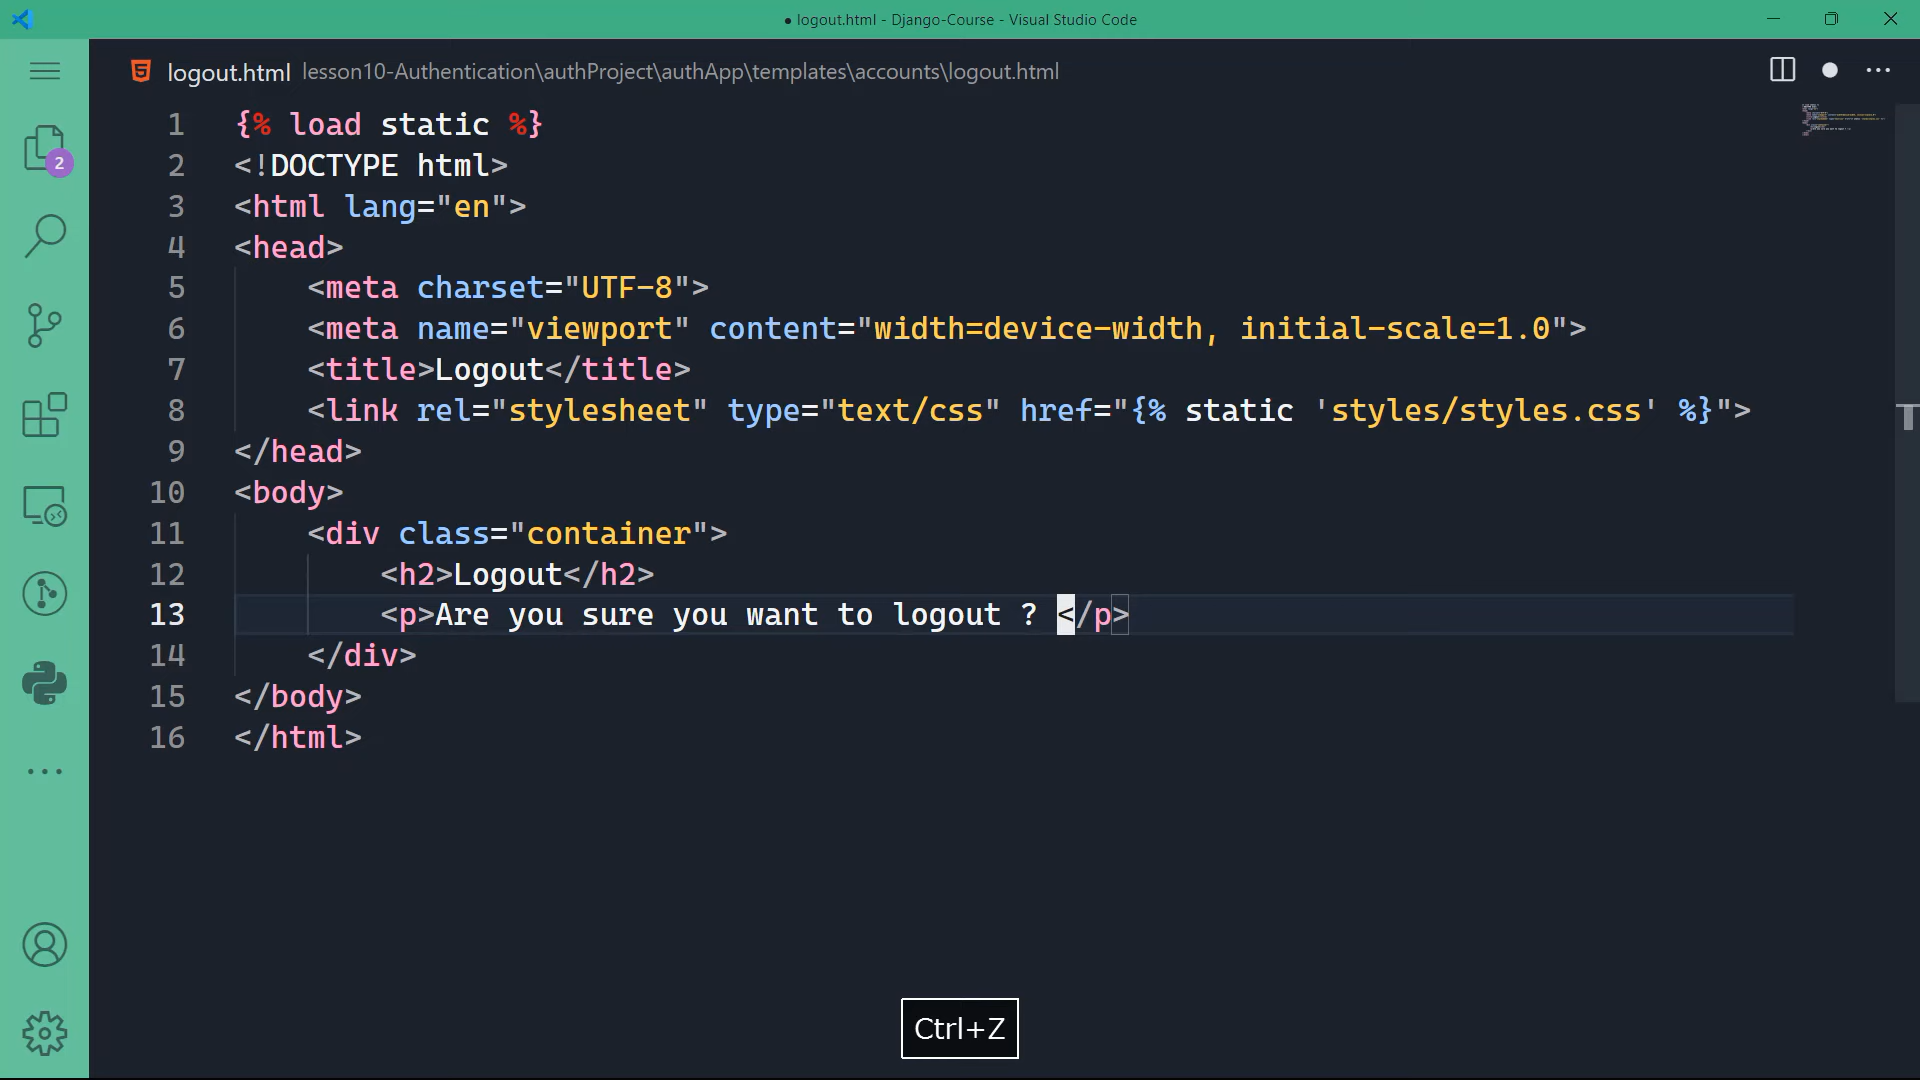 ● logout.html - Django-Course - Visual Studio Code
logout.html lesson10-Authentication\authProject\authApp\templates\accounts\logout.html
1 {% load static %}
2 <!DOCTYPE html>
3 <html lang="en">
4 <head>
5 <meta charset="UTF-8">
6 <meta name="viewport" content="width=device-width, initial-scale=1.0">
7 <title>Logout</title>
8 <link rel="stylesheet" type="text/css" href="{% static 'styles/styles.css' %}">
9 </head>
10 <body>
11 <div class="container">
12 <h2>Logout</h2>
13 <p>Are you sure you want to logout ? </p>
14 </div>
15 </body>
16 </html>
2
Ctrl+Z